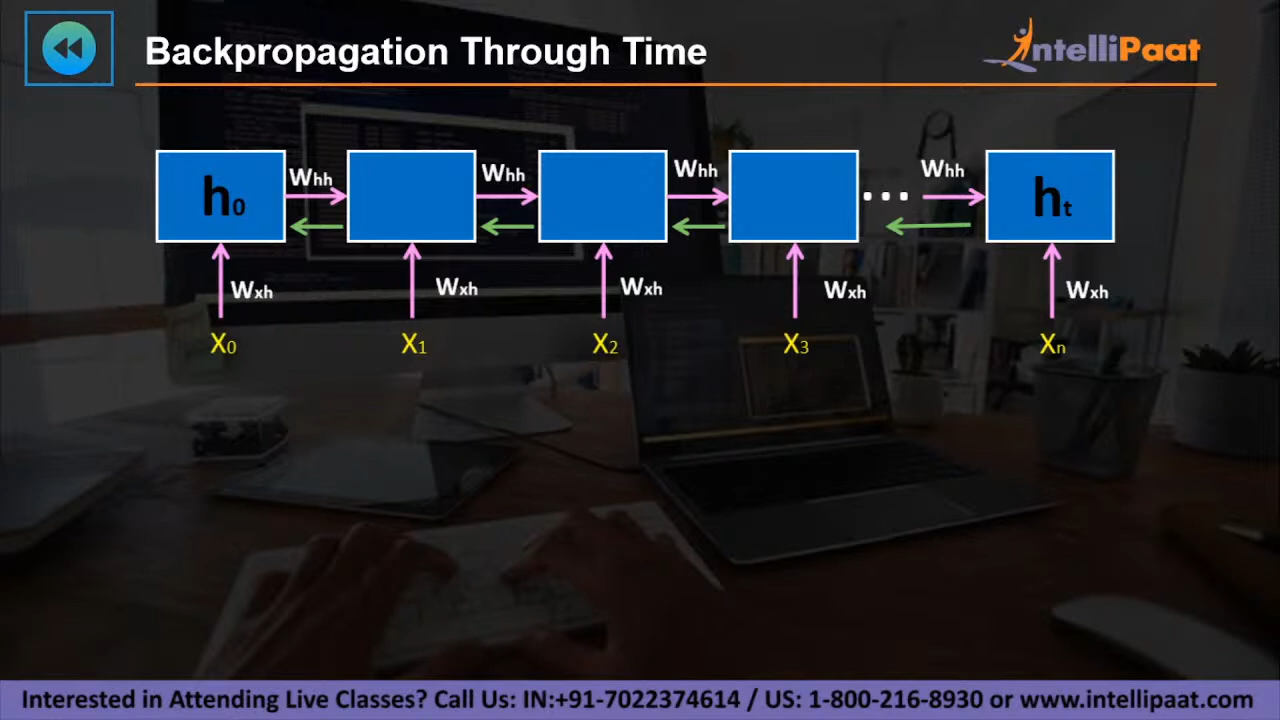 Backpropagation Through Time
IntelliPaat
h0 Whh Whh Whh ... Whh ht
Wxh Wxh Wxh Wxh Wxh
X0 X1 X2 X3 Xn
Interested in Attending Live Classes? Call Us: IN:+91-7022374614 / US: 1-800-216-8930 or www.intellipaat.com